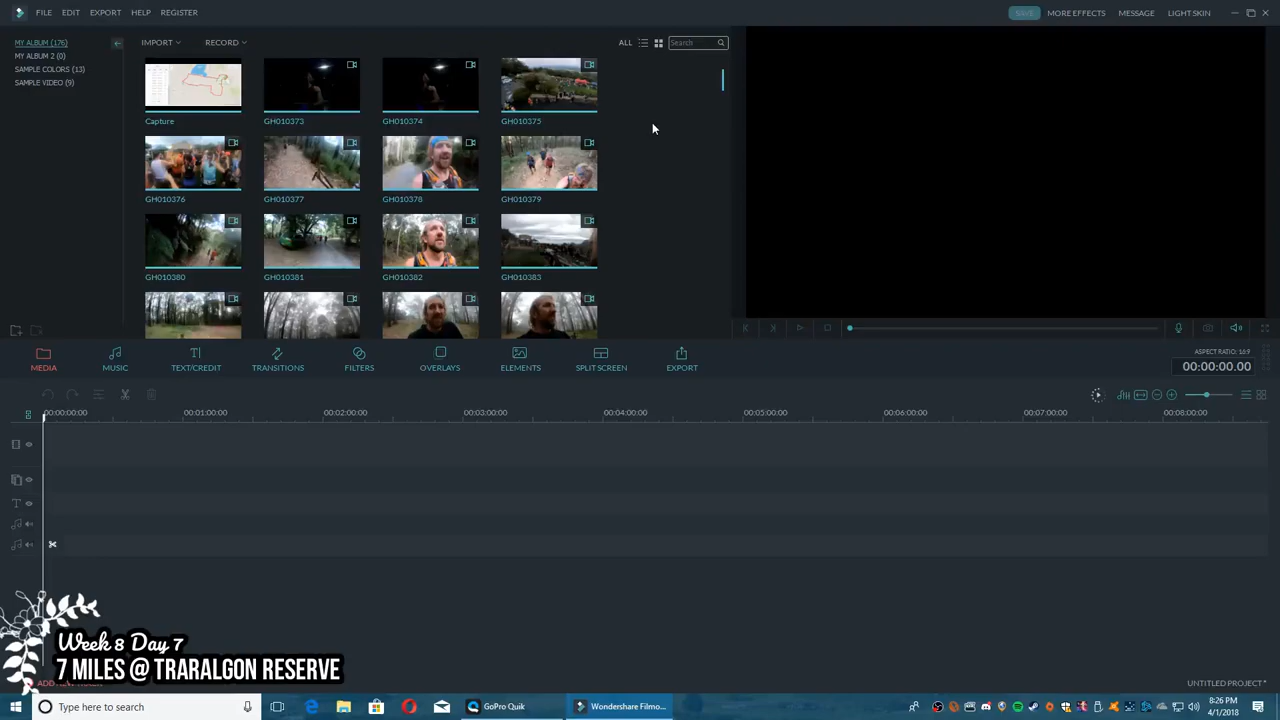 FILE EDIT EXPORT HELP REGISTER SAVE MORE EFFECTS MESSAGE LIGHT SKIN
MY ALBUM (176)
MY ALBUM 2 (0)
SAMPLE COLORS (13)
SAMPLE VIDEO (9)
IMPORT RECORD ALL Search
Capture GH010373 GH010374 GH010375
GH010376 GH010377 GH010378 GH010379
GH010380 GH010381 GH010382 GH010383
ASPECT RATIO: 16:9
00:00:00.00
MEDIA MUSIC TEXT/CREDIT TRANSITIONS FILTERS OVERLAYS ELEMENTS SPLIT SCREEN EXPORT
00:00:00:00 00:01:00:00 00:02:00:00 00:03:00:00 00:04:00:00 00:05:00:00 00:06:00:00 00:07:00:00 00:08:00:00
Week 8 Day 7
7 MILES @ TRARALGON RESERVE
UNTITLED PROJECT*
Type here to search GoPro Quik Wondershare Filmo...
8:26 PM
4/1/2018